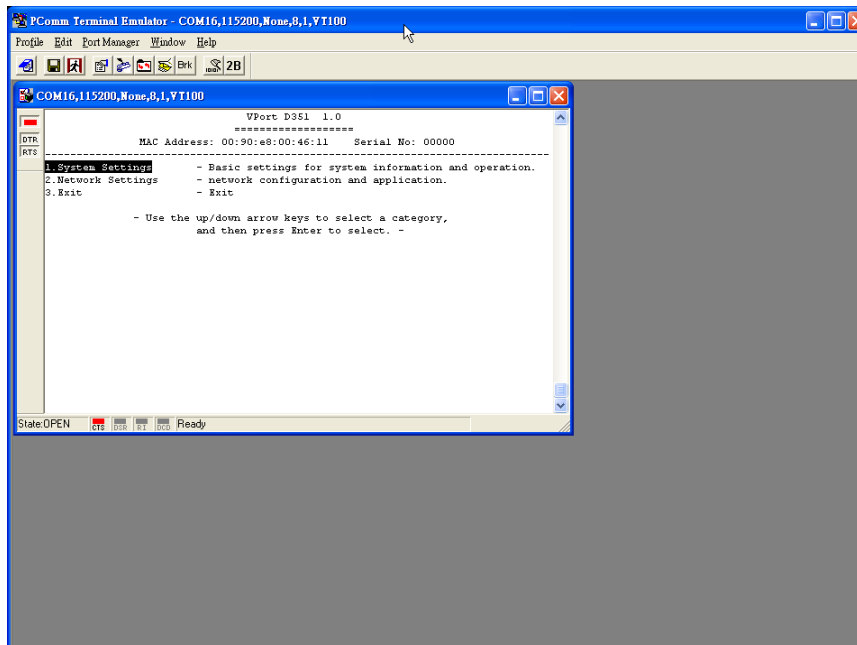 PComm Terminal Emulator - COM16,115200,None,8,1,VT100
Profile Edit PortManager Window Help
Brk 2B
COM16,115200,None,8,1,VT100
VPort D351 1.0
===================
MAC Address: 00:90:e8:00:46:11 Serial No: 00000
DTR
RTS
1.System Settings - Basic settings for system information and operation.
2.Network Settings - network configuration and application.
3.Exit - Exit
- Use the up/down arrow keys to select a category,
and then press Enter to select. -
State:OPEN CTS DSR RI DCD Ready